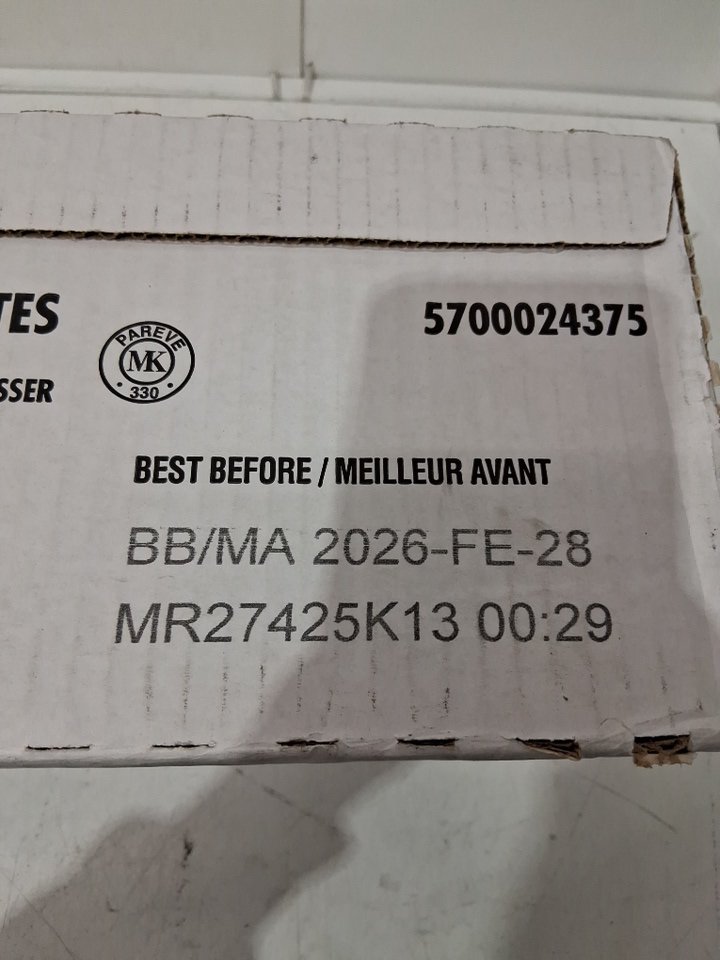 TES
SSER
PAREVE
MK
330
5700024375
BEST BEFORE / MEILLEUR AVANT
BB/MA 2026-FE-28
MR27425K13 00:29